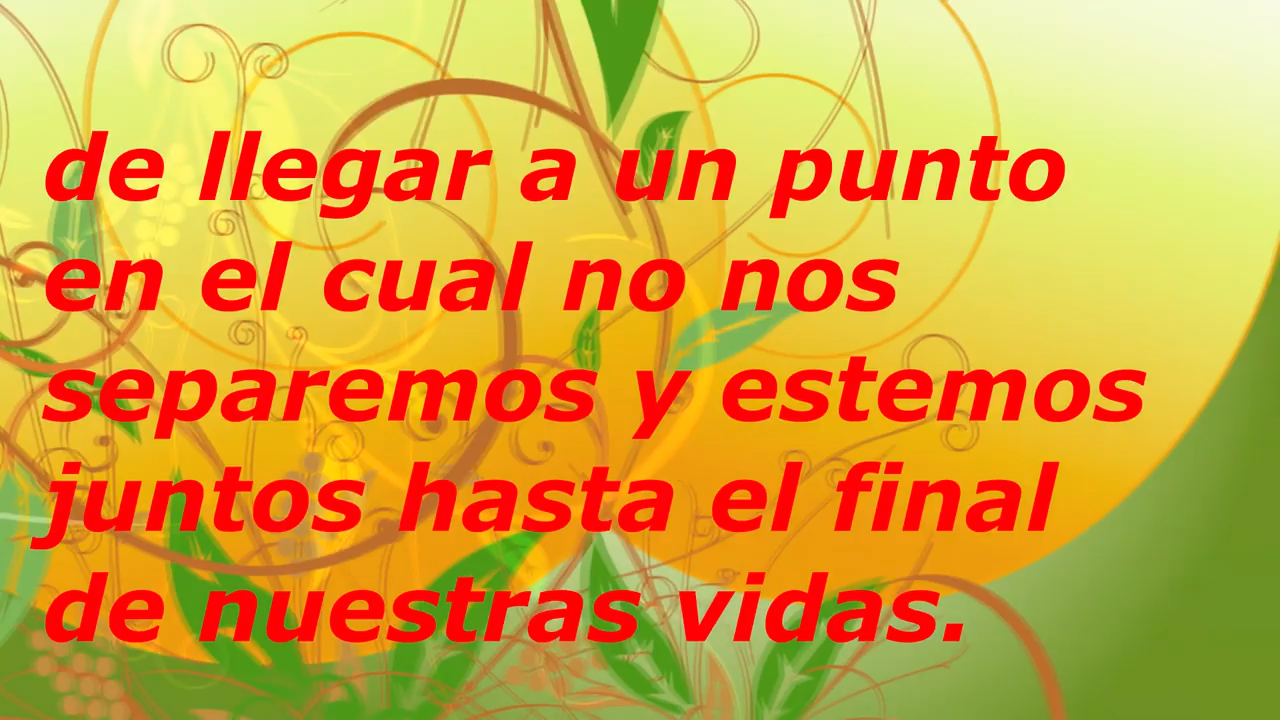 de llegar a un punto
en el cual no nos
separemos y estemos
juntos hasta el final
de nuestras vidas.